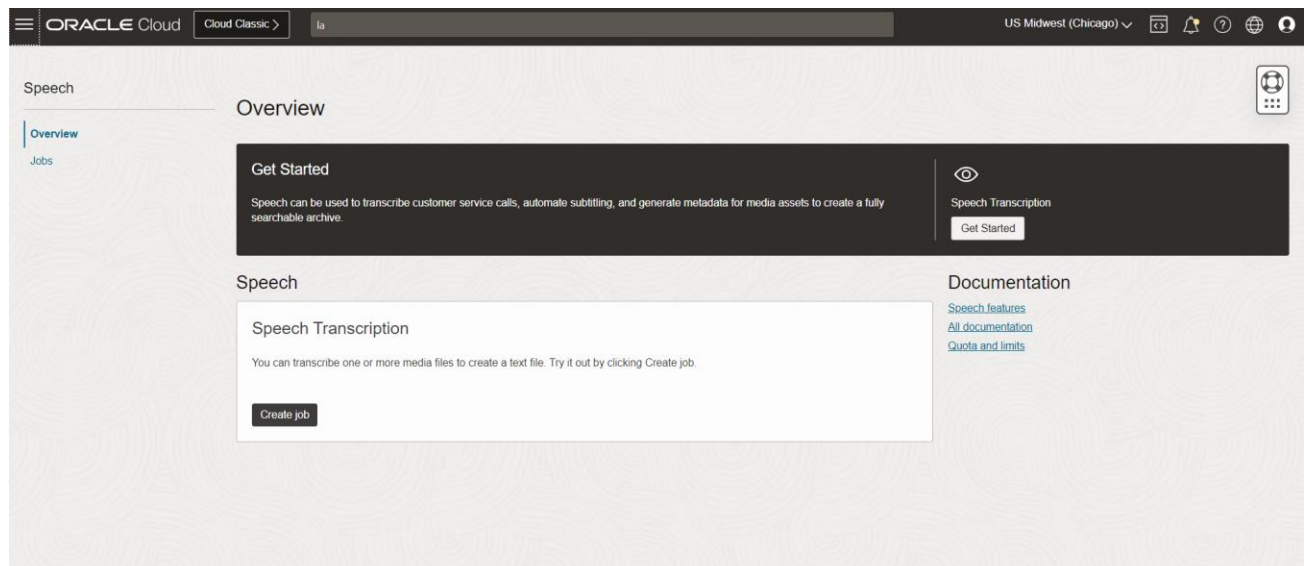 ORACLE Cloud
Cloud Classic >
la
US Midwest (Chicago)
Speech
Overview
Jobs
Overview
Get Started
Speech can be used to transcribe customer service calls, automate subtitling, and generate metadata for media assets to create a fully
searchable archive.
Speech Transcription
Get Started
Speech
Speech Transcription
You can transcribe one or more media files to create a text file. Try it out by clicking Create job.
Create job
Documentation
Speech features
All documentation
Quota and limits